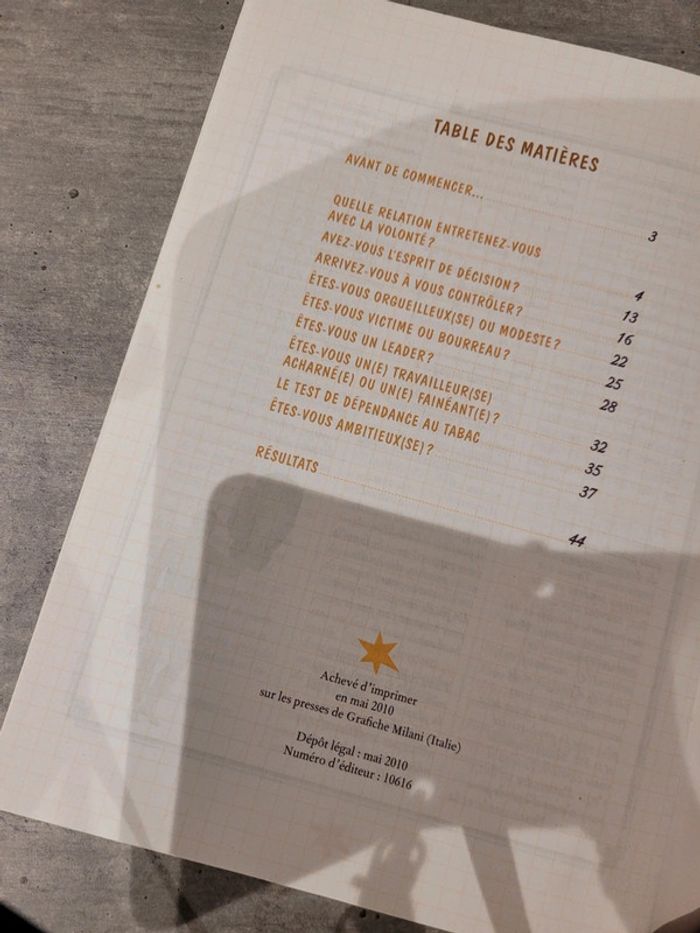 TABLE DES MATIÈRES
AVANT DE COMMENCER... 3
QUELLE RELATION ENTRETENEZ-VOUS
AVEC LA VOLONTÉ ? 4
AVEZ-VOUS L'ESPRIT DE DÉCISION ? 13
ARRIVEZ-VOUS À VOUS CONTRÔLER ? 16
ÊTES-VOUS ORGUEILLEUX(SE) OU MODESTE ? 22
ÊTES-VOUS VICTIME OU BOURREAU ? 25
ÊTES-VOUS UN LEADER ? 28
ÊTES-VOUS UN(E) TRAVAILLEUR(SE)
ACHARNÉ(E) OU UN(E) FAINÉANT(E) ? 32
LE TEST DE DÉPENDANCE AU TABAC 35
ÊTES-VOUS AMBITIEUX(SE) ? 37
RÉSULTATS 44
Achevé d'imprimer
en mai 2010
sur les presses de Grafiche Milani (Italie)
Dépôt légal : mai 2010
Numéro d'éditeur : 10616